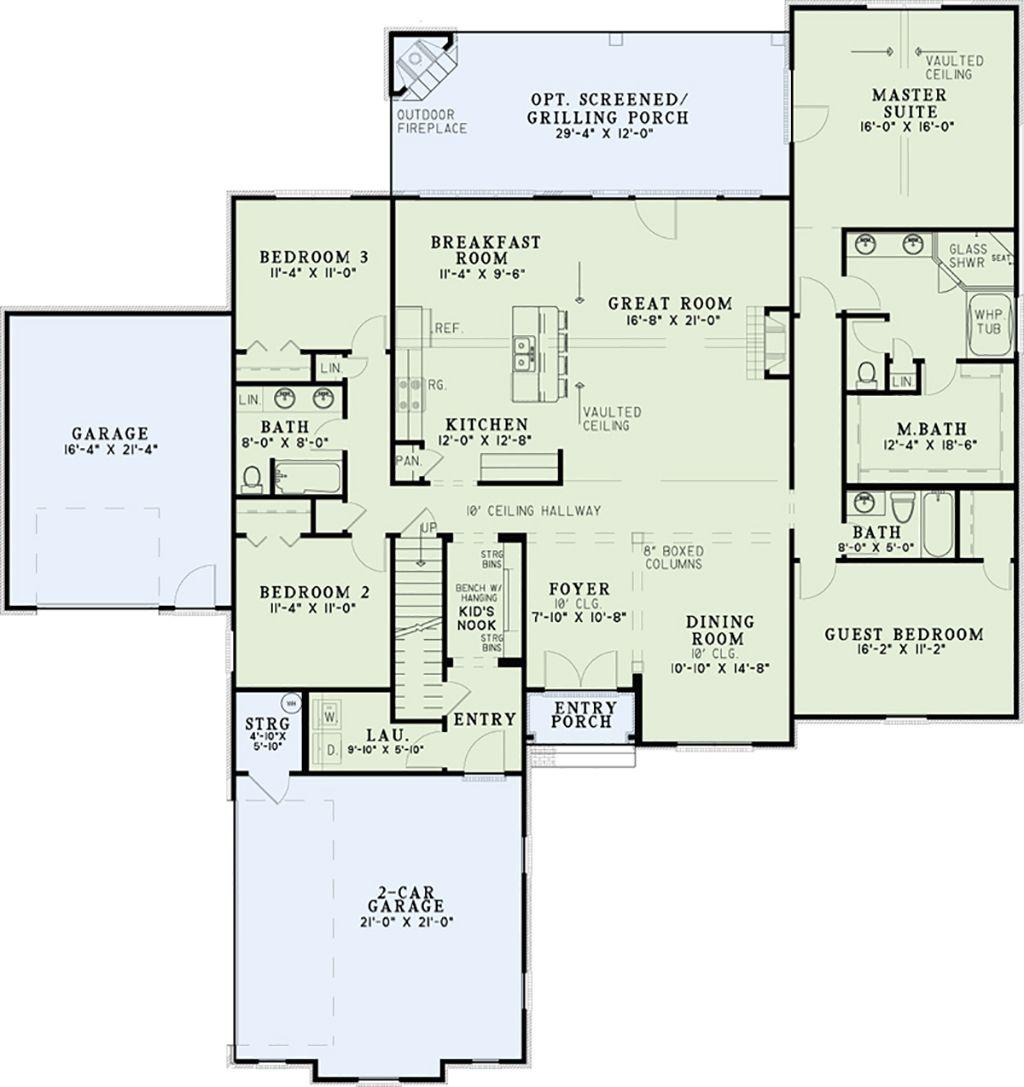 VAULTED
CEILING
MASTER
SUITE
16'-0" X 16'-0"
OPT. SCREENED/
GRILLING PORCH
29'-4" X 12'-0"
OUTDOOR
FIREPLACE
BEDROOM 3
11'-4" X 11'-0"
BREAKFAST
ROOM
11'-4" X 9'-6"
GREAT ROOM
16'-8" X 21'-0"
GLASS
SHWR
SEAT
WHP.
TUB
REF.
LIN.
RG.
LIN.
LIN.
BATH
8'-0" X 8'-0"
KITCHEN
12'-0" X 12'-8"
VAULTED
CEILING
M.BATH
12'-4" X 18'-6"
GARAGE
16'-4" X 21'-4"
PAN.
10' CEILING HALLWAY
UP
BATH
8'-0" X 5'-0"
8" BOXED
COLUMNS
STRG
BINS
BENCH W/
HANGING
KID'S
NOOK
STRG
BINS
BEDROOM 2
11'-4" X 11'-0"
FOYER
10' CLG.
7'-10" X 10'-8"
DINING
ROOM
10' CLG.
10'-10" X 14'-8"
GUEST BEDROOM
16'-2" X 11'-2"
WH
STRG
4'-10"X
5'-10"
W.
D.
LAU.
9'-10" X 5'-10"
ENTRY
ENTRY
PORCH
2-CAR
GARAGE
21'-0" X 21'-0"